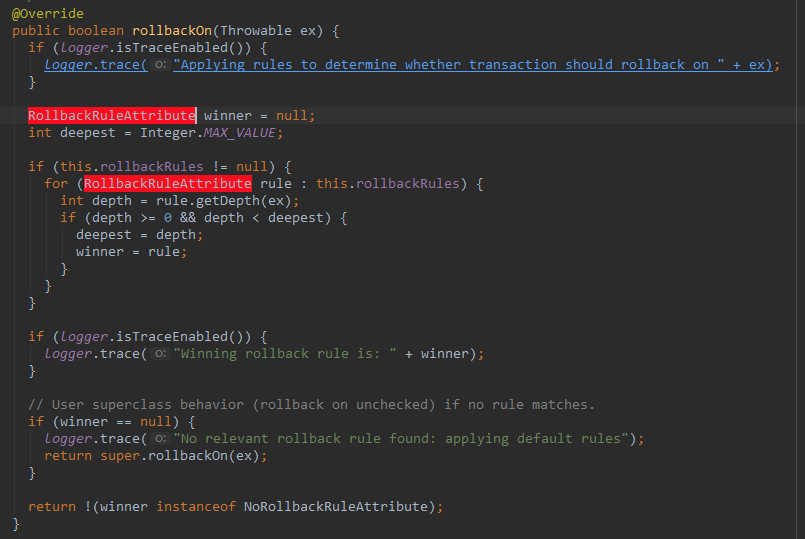 @Override
public boolean rollbackOn(Throwable ex) {
if (logger.isTraceEnabled()) {
logger.trace( o: "Applying rules to determine whether transaction should rollback on " + ex);
}
RollbackRuleAttribute winner = null;
int deepest = Integer.MAX_VALUE;
if (this.rollbackRules != null) {
for (RollbackRuleAttribute rule : this.rollbackRules) {
int depth = rule.getDepth(ex);
if (depth >= 0 && depth < deepest) {
deepest = depth;
winner = rule;
}
}
}
if (logger.isTraceEnabled()) {
logger.trace( o: "Winning rollback rule is: " + winner);
}
// User superclass behavior (rollback on unchecked) if no rule matches.
if (winner == null) {
logger.trace( o: "No relevant rollback rule found: applying default rules");
return super.rollbackOn(ex);
}
return !(winner instanceof NoRollbackRuleAttribute);
}